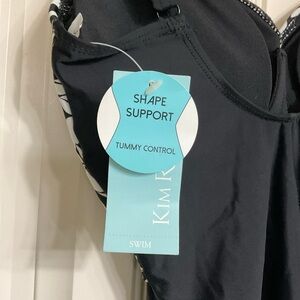 SHAPE
SUPPORT
TUMMY CONTROL
KIM R
SWIM